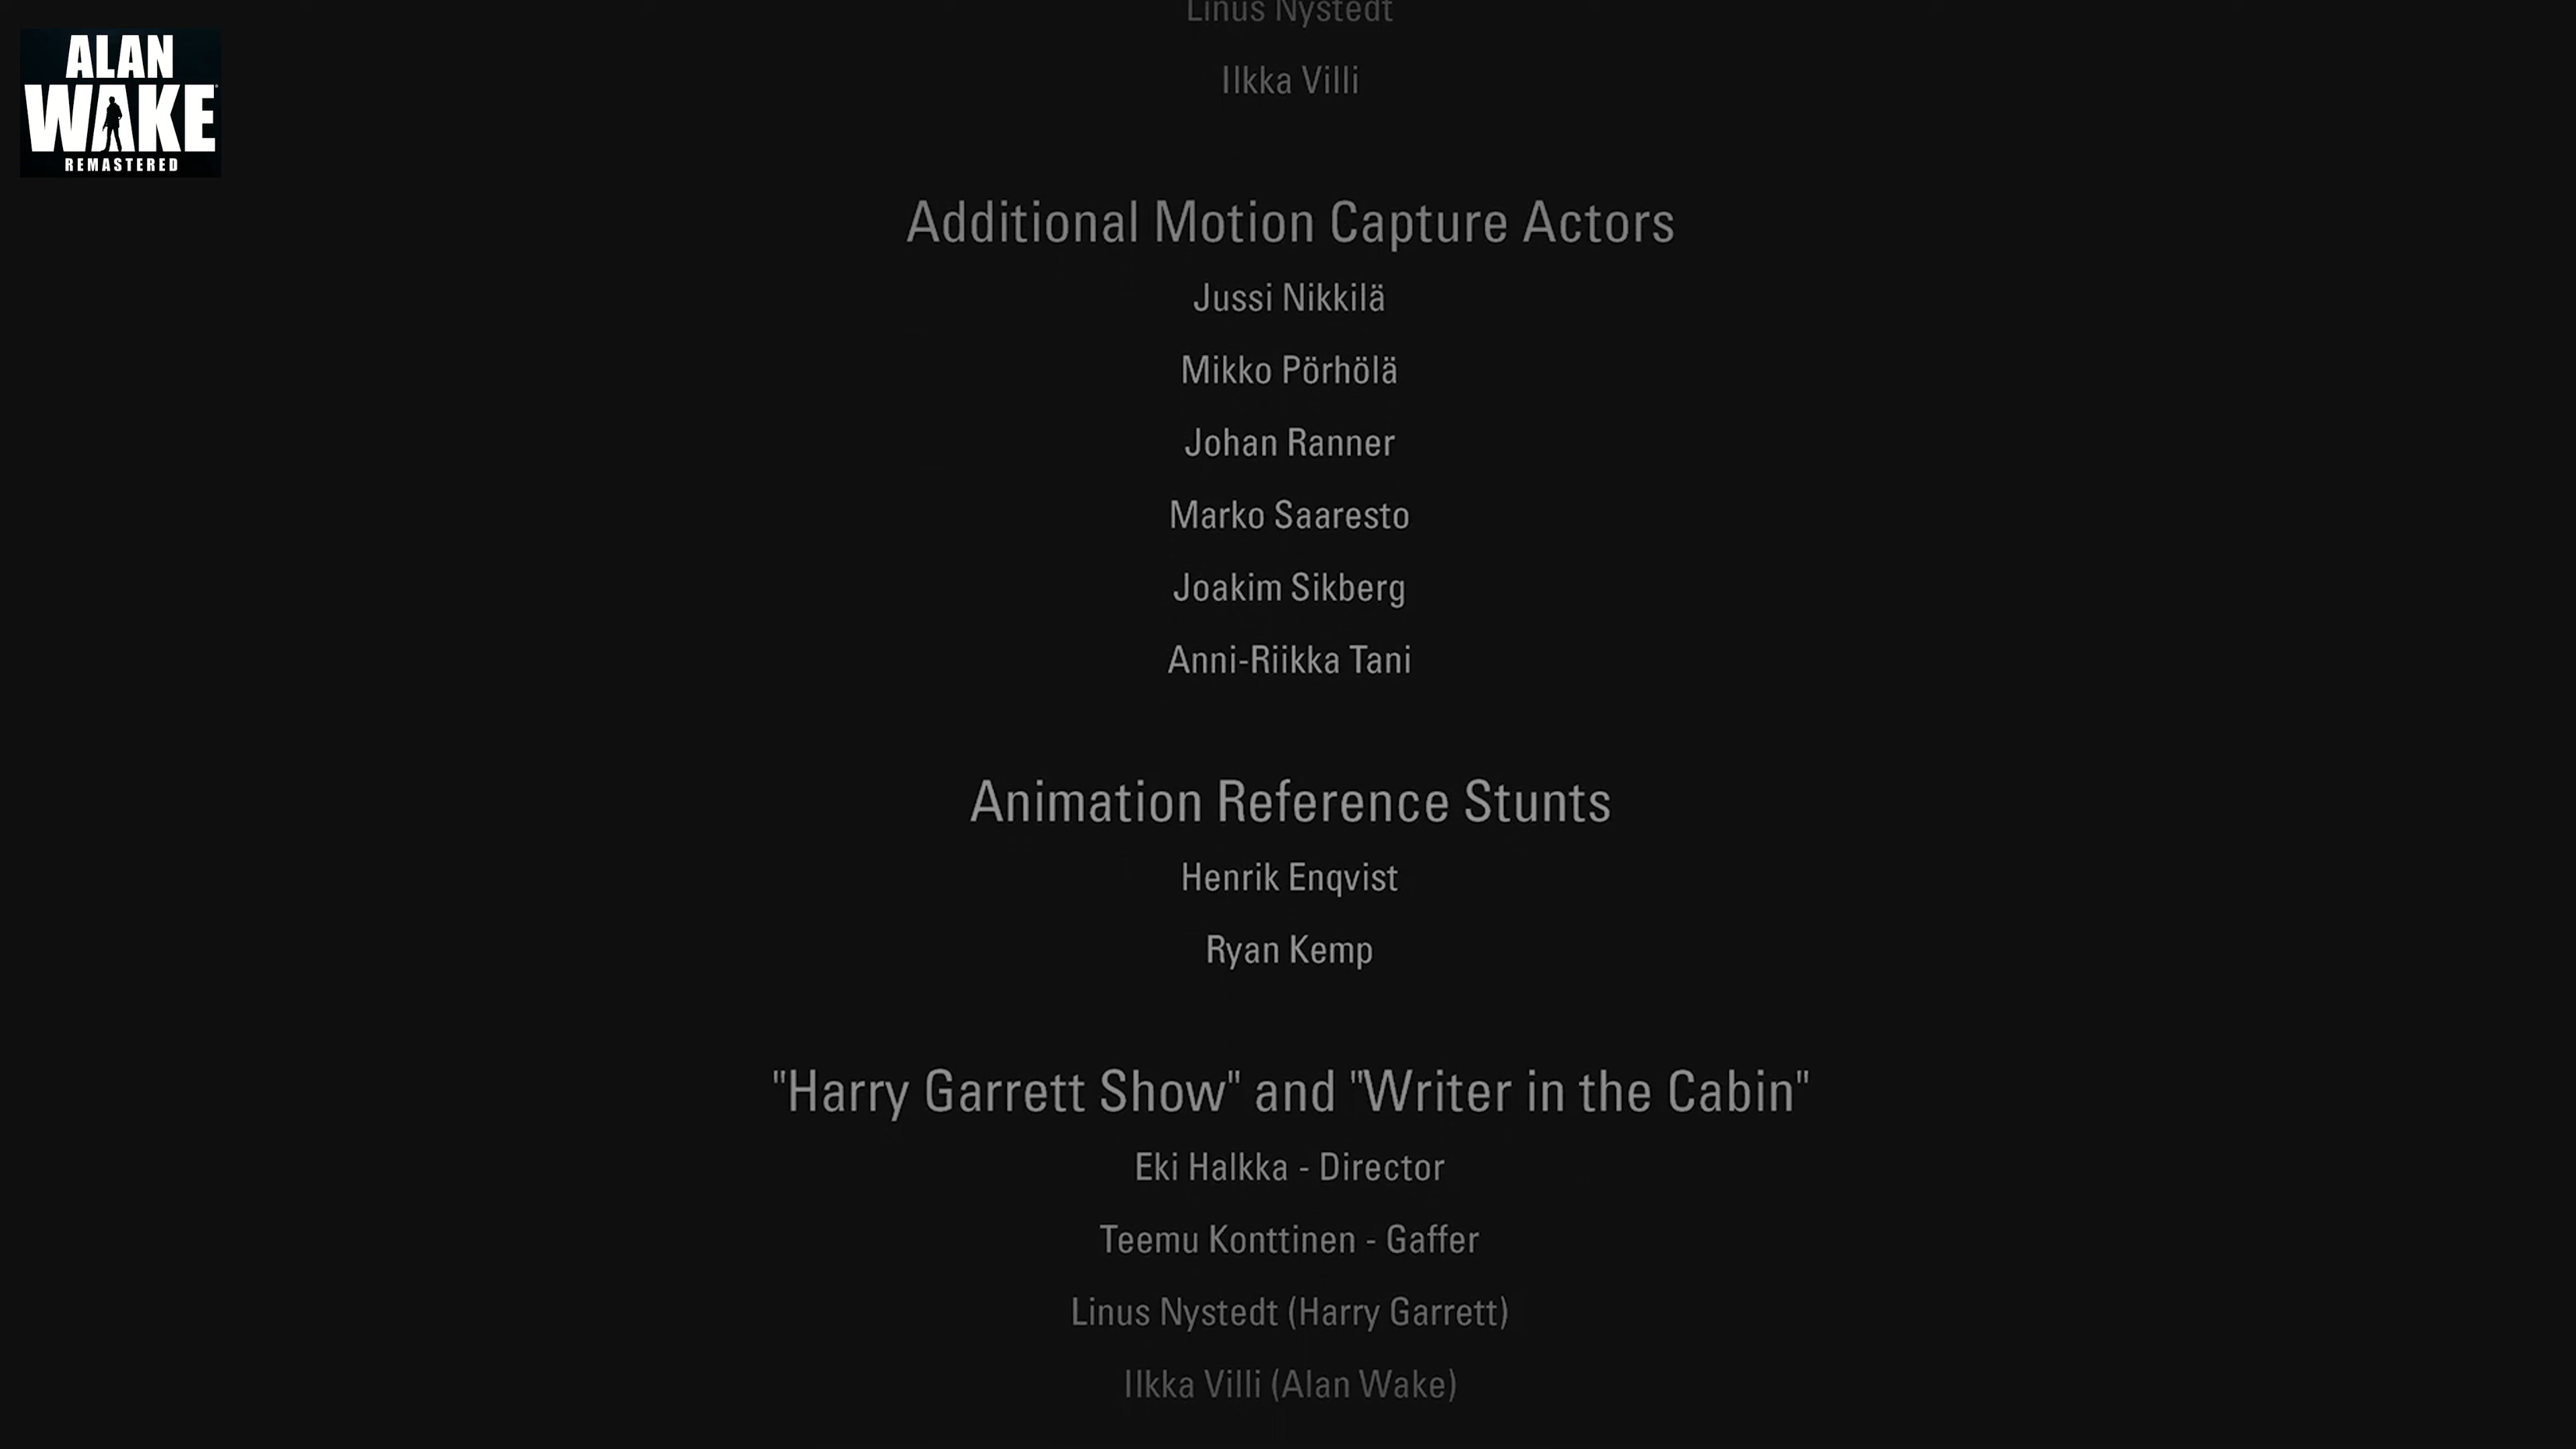 ALAN
WAKE
REMASTERED
Linus Nystedt
Ilkka Villi
Additional Motion Capture Actors
Jussi Nikkilä
Mikko Pörhölä
Johan Ranner
Marko Saaresto
Joakim Sikberg
Anni-Riikka Tani
Animation Reference Stunts
Henrik Enqvist
Ryan Kemp
"Harry Garrett Show" and "Writer in the Cabin"
Eki Halkka - Director
Teemu Konttinen - Gaffer
Linus Nystedt (Harry Garrett)
Ilkka Villi (Alan Wake)